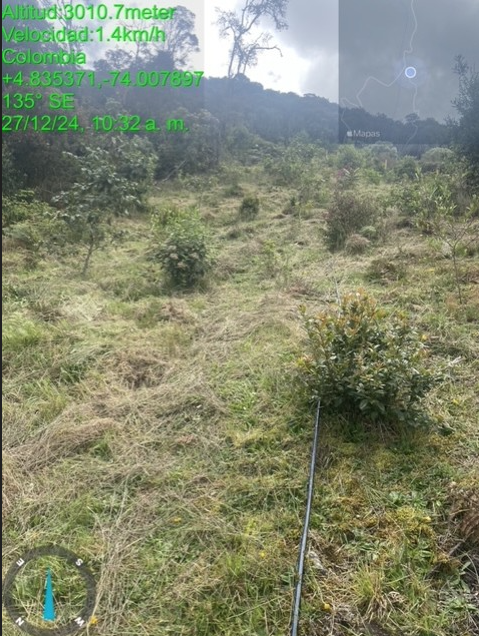 Altitud:3010.7meter
Velocidad:1.4km/h
Colombia
+4.835371,-74.007897
135° SE
27/12/24, 10:32 a. m.
Mapas
E
S
N
W